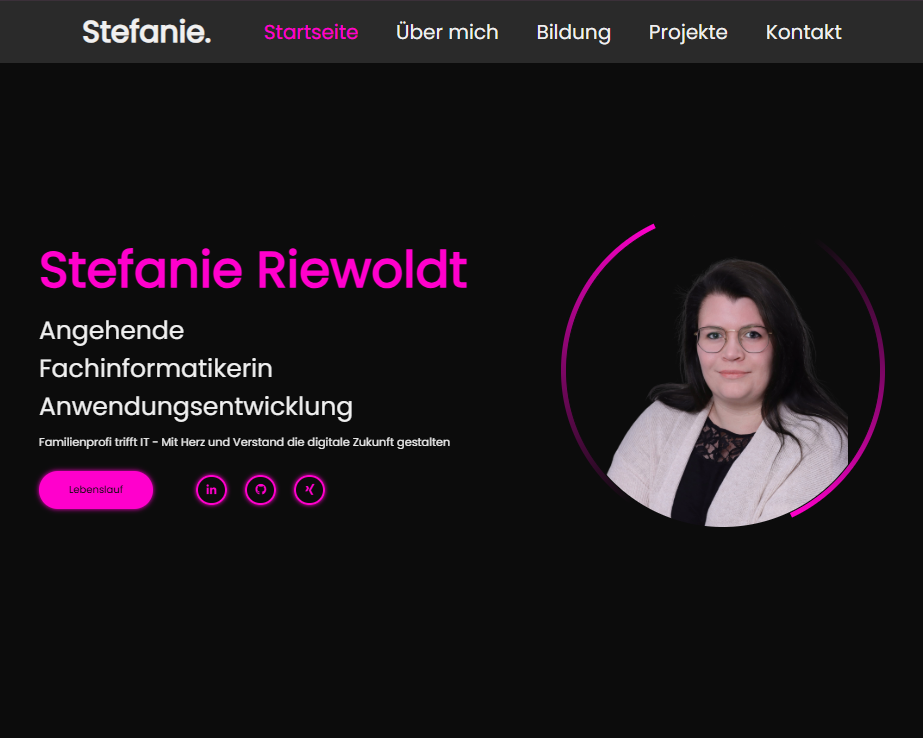 Stefanie.
Startseite Über mich Bildung Projekte Kontakt
Stefanie Riewoldt
Angehende
Fachinformatikerin
Anwendungsentwicklung
Familienprofi trifft IT - Mit Herz und Verstand die digitale Zukunft gestalten
Lebenslauf
in